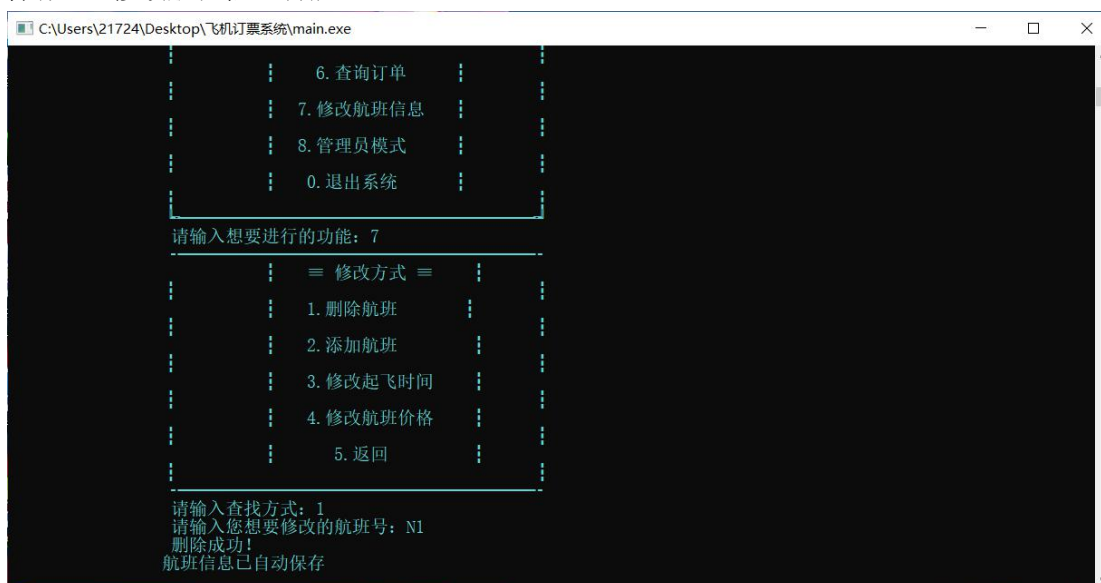 C:\Users\21724\Desktop\飞机订票系统\main.exe
6.查询订单
7.修改航班信息
8.管理员模式
0.退出系统
请输入想要进行的功能：7
═ 修改方式 ═
1.删除航班
2.添加航班
3.修改起飞时间
4.修改航班价格
5.返回
请输入查找方式：1
请输入您想要修改的航班号：N1
删除成功！
航班信息已自动保存